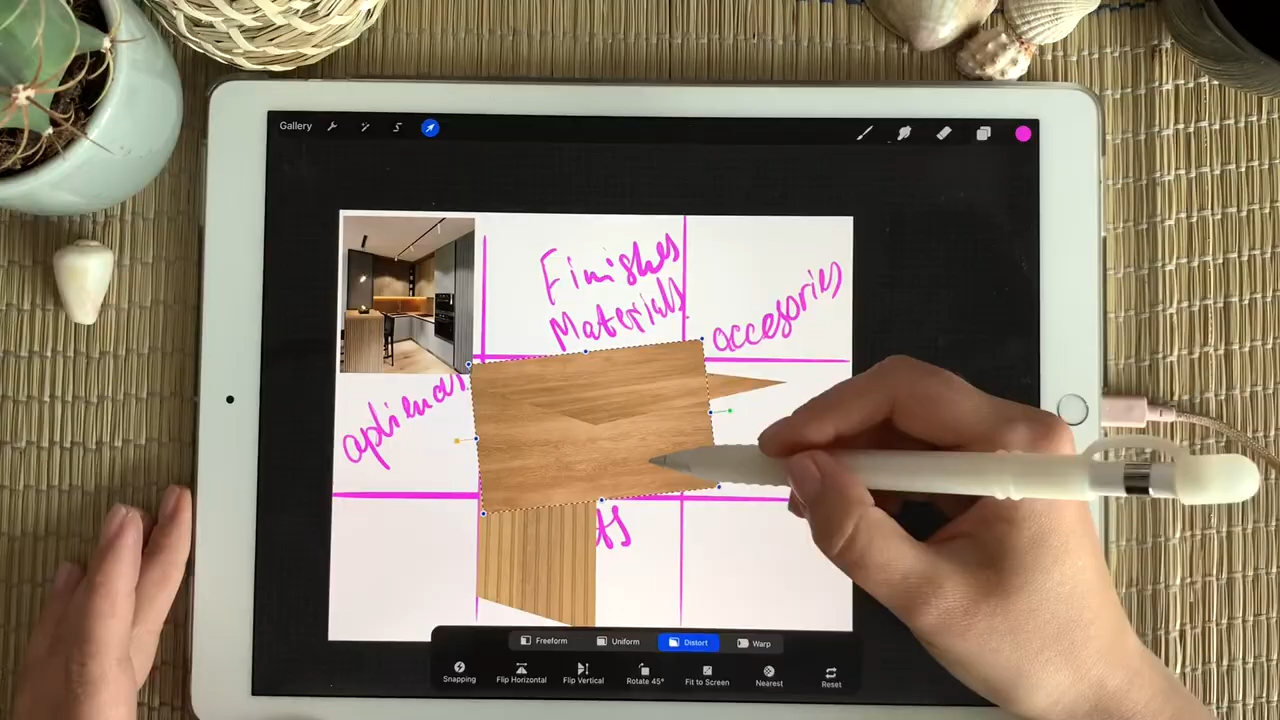 Gallery
Finishes
Materials
accesories
ts
Freeform Uniform Distort Warp
Snapping Flip Horizontal Flip Vertical Rotate 45° Fit to Screen Nearest Reset